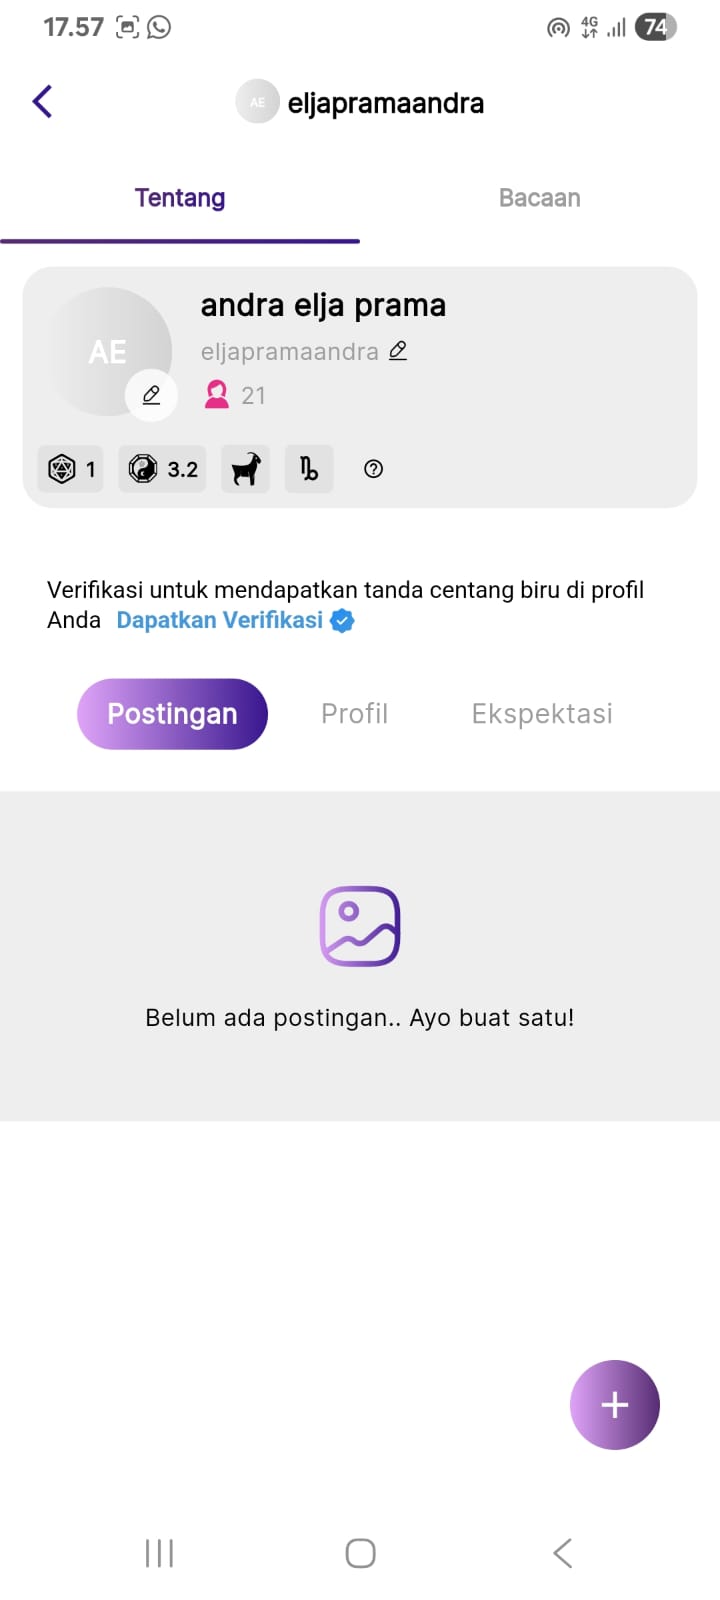 17.57
4G
74
AE eljapramaandra
Tentang
Bacaan
andra elja prama
AE
eljapramaandra
21
1
3.2
Verifikasi untuk mendapatkan tanda centang biru di profil
Anda Dapatkan Verifikasi
Postingan
Profil
Ekspektasi
Belum ada postingan.. Ayo buat satu!